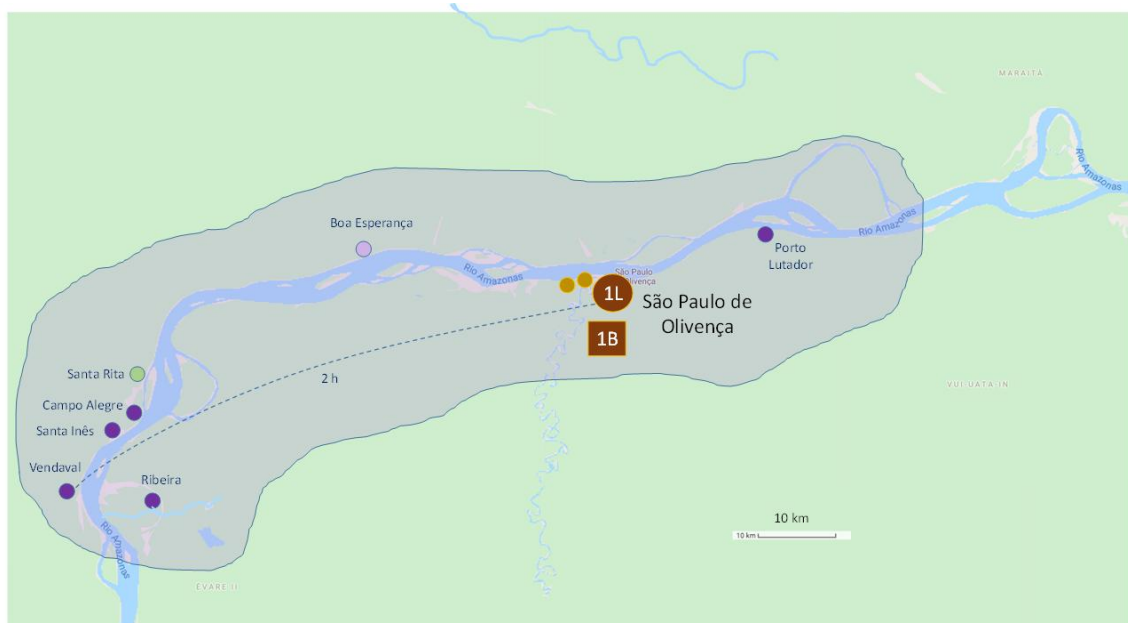 MARAITÁ
Rio Amazonas
Boa Esperança
Rio Amazonas
Rio Amazonas
Porto
Lutador
São Paulo
Olivença
1L
São Paulo de
Olivença
1B
Santa Rita
2 h
VUI-UATA-IN
Campo Alegre
Santa Inês
Vendaval
Ribeira
10 km
10 km
Rio Amazonas
ÉVARE II